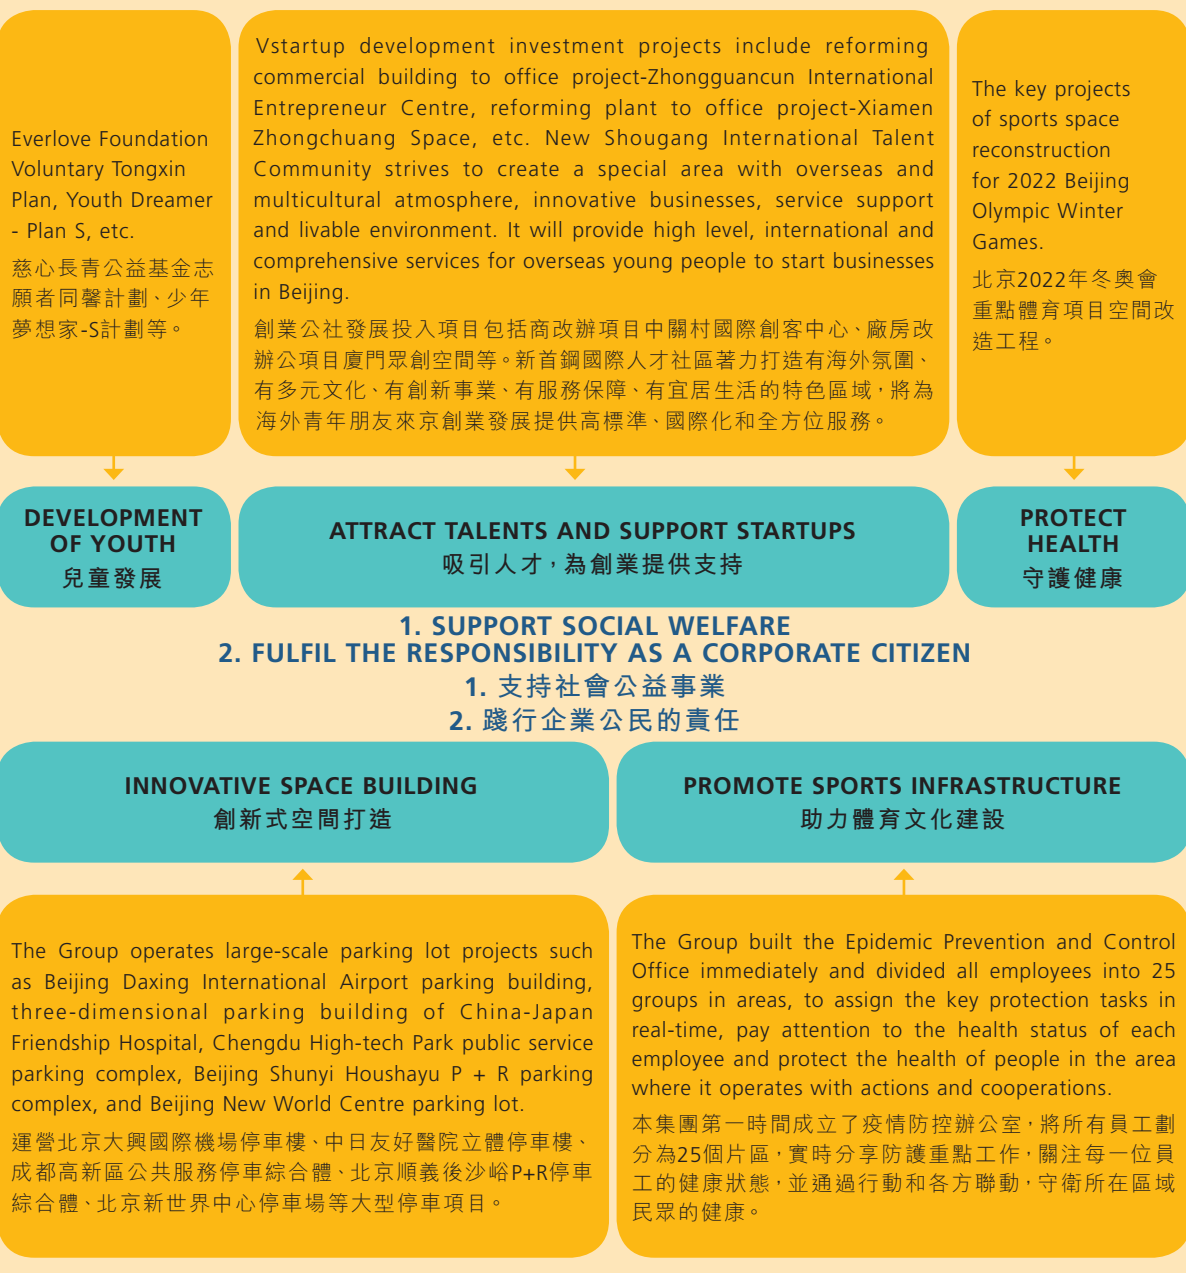 Everlove Foundation
Voluntary Tongxin
Plan, Youth Dreamer
- Plan S, etc.
慈心長青公益基金志
願者同馨計劃、少年
夢想家-S計劃等。
Vstartup development investment projects include reforming
commercial building to office project-Zhongguancun International
Entrepreneur Centre, reforming plant to office project-Xiamen
Zhongchuang Space, etc. New Shougang International Talent
Community strives to create a special area with overseas and
multicultural atmosphere, innovative businesses, service support
and livable environment. It will provide high level, international and
comprehensive services for overseas young people to start businesses
in Beijing.
創業公社發展投入項目包括商改辦項目中關村國際創客中心、廠房改
辦公項目廈門眾創空間等。新首鋼國際人才社區著力打造有海外氛圍、
有多元文化、有創新事業、有服務保障、有宜居生活的特色區域，將為
海外青年朋友來京創業發展提供高標準、國際化和全方位服務。
The key projects
of sports space
reconstruction
for 2022 Beijing
Olympic Winter
Games.
北京2022年冬奧會
重點體育項目空間改
造工程。
DEVELOPMENT
OF YOUTH
兒童發展
ATTRACT TALENTS AND SUPPORT STARTUPS
吸引人才，為創業提供支持
PROTECT
HEALTH
守護健康
1. SUPPORT SOCIAL WELFARE
2. FULFIL THE RESPONSIBILITY AS A CORPORATE CITIZEN
1. 支持社會公益事業
2. 踐行企業公民的責任
INNOVATIVE SPACE BUILDING
創新式空間打造
PROMOTE SPORTS INFRASTRUCTURE
助力體育文化建設
The Group operates large-scale parking lot projects such
as Beijing Daxing International Airport parking building,
three-dimensional parking building of China-Japan
Friendship Hospital, Chengdu High-tech Park public service
parking complex, Beijing Shunyi Houshayu P + R parking
complex, and Beijing New World Centre parking lot.
運營北京大興國際機場停車樓、中日友好醫院立體停車樓、
成都高新區公共服務停車綜合體、北京順義後沙峪P+R停車
綜合體、北京新世界中心停車場等大型停車項目。
The Group built the Epidemic Prevention and Control
Office immediately and divided all employees into 25
groups in areas, to assign the key protection tasks in
real-time, pay attention to the health status of each
employee and protect the health of people in the area
where it operates with actions and cooperations.
本集團第一時間成立了疫情防控辦公室，將所有員工劃
分為25個片區，實時分享防護重點工作，關注每一位員
工的健康狀態，並通過行動和各方聯動，守衛所在區域
民眾的健康。